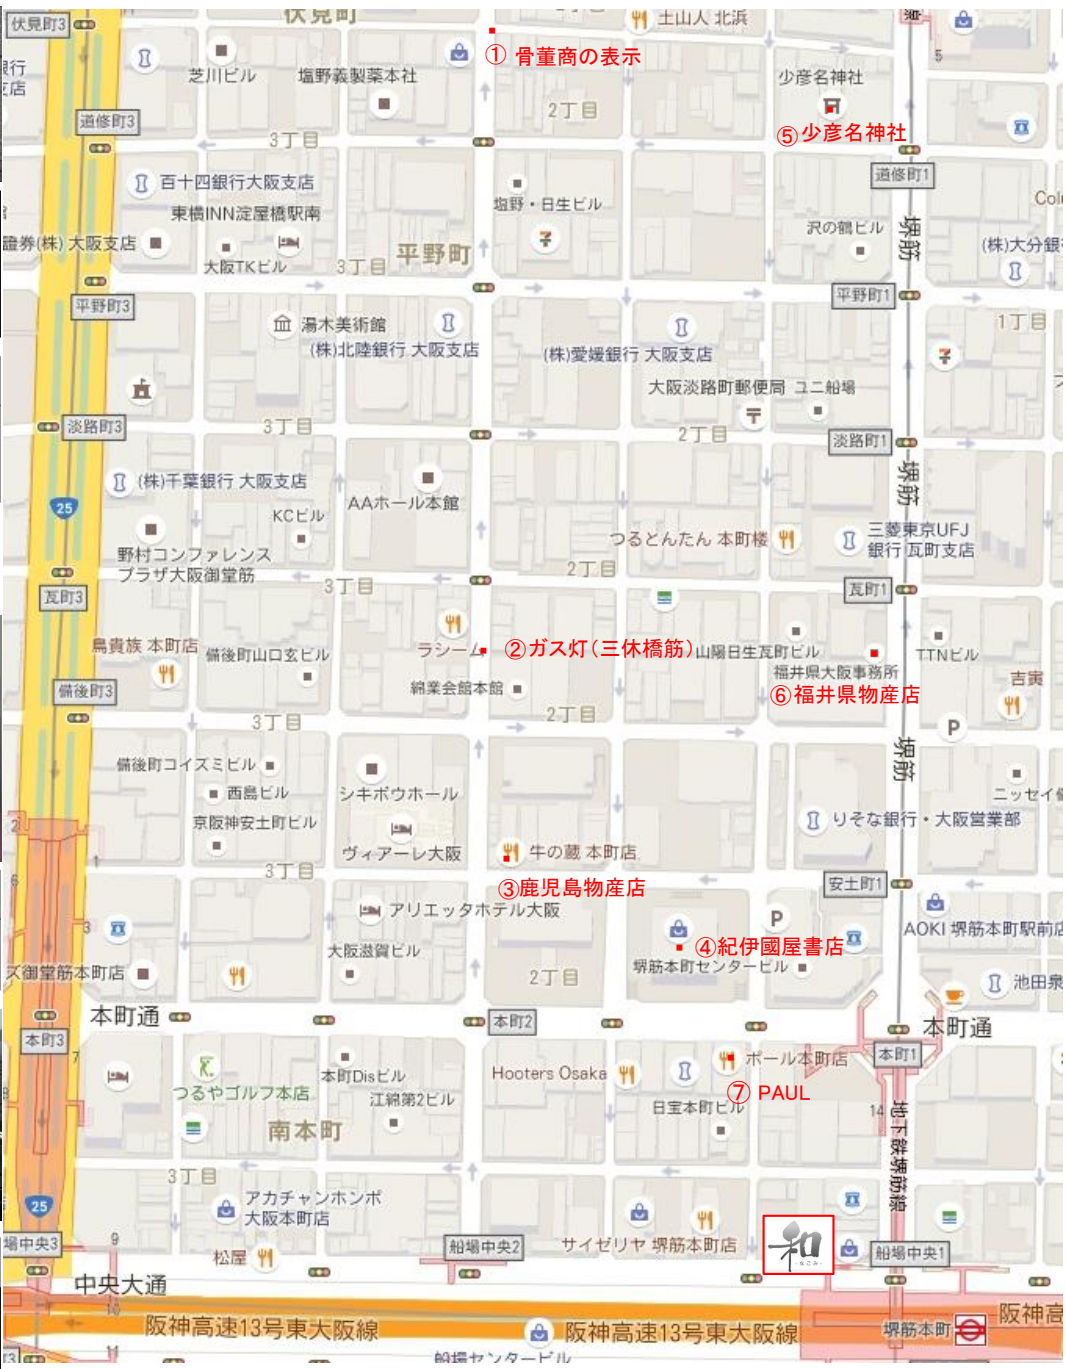 伏見町3
伏見町
2丁目
土山人 北浜
① 骨董商の表示
5
芝川ビル
塩野義製薬本社
少彦名神社
銀行
支店
2丁目
道修町3
⑤少彦名神社
3丁目
道修町1
百十四銀行大阪支店
東横INN淀屋橋駅南
塩野・日生ビル
沢の鶴ビル
堺筋
證券(株) 大阪支店
平野町
(株)大分銀
大阪TKビル
3丁目
平野町3
平野町1
湯木美術館
(株)北陸銀行 大阪支店
(株)愛媛銀行 大阪支店
1丁目
大阪淡路町郵便局
ユニ船場
淡路町3
3丁目
2丁目
淡路町1
(株)千葉銀行 大阪支店
AAホール本館
堺筋
25
KCビル
つるとんたん 本町楼
三菱東京UFJ
銀行 瓦町支店
野村コンファレンス
プラザ大阪御堂筋
3丁目
2丁目
瓦町3
瓦町1
鳥貴族 本町店
備後町山口玄ビル
ラシーム
②ガス灯(三休橋筋)
山陽日生瓦町ビル
TTNビル
福井県大阪事務所
吉寅
備後町3
綿業会館本館
⑥福井県物産店
3丁目
2丁目
P
備後町コイズミビル
堺筋
西島ビル
シキボウホール
ニッセイ備
京阪神安土町ビル
りそな銀行・大阪営業部
2
ヴィアーレ大阪
牛の蔵 本町店
1
3丁目
③鹿児島物産店
安土町1
6
アリエッタホテル大阪
P
AOKI 堺筋本町駅前店
3
大阪滋賀ビル
④紀伊國屋書店
ズ御堂筋本町店
2丁目
堺筋本町センタービル
池田泉
本町通
本町2
本町通
本町3
7
本町Disビル
Hooters Osaka
ポール本町店
本町1
つるやゴルフ本店
江綿第2ビル
⑦ PAUL
8
日宝本町ビル
14
南本町
地下鉄堺筋線
3丁目
アカチャンホンポ
大阪本町店
25
場中央3
9
松屋
船場中央2
サイゼリヤ 堺筋本町店
和
船場中央1
中央大通
10
阪神高速13号東大阪線
阪神高速13号東大阪線
堺筋本町
阪神高
11
船場センタービル